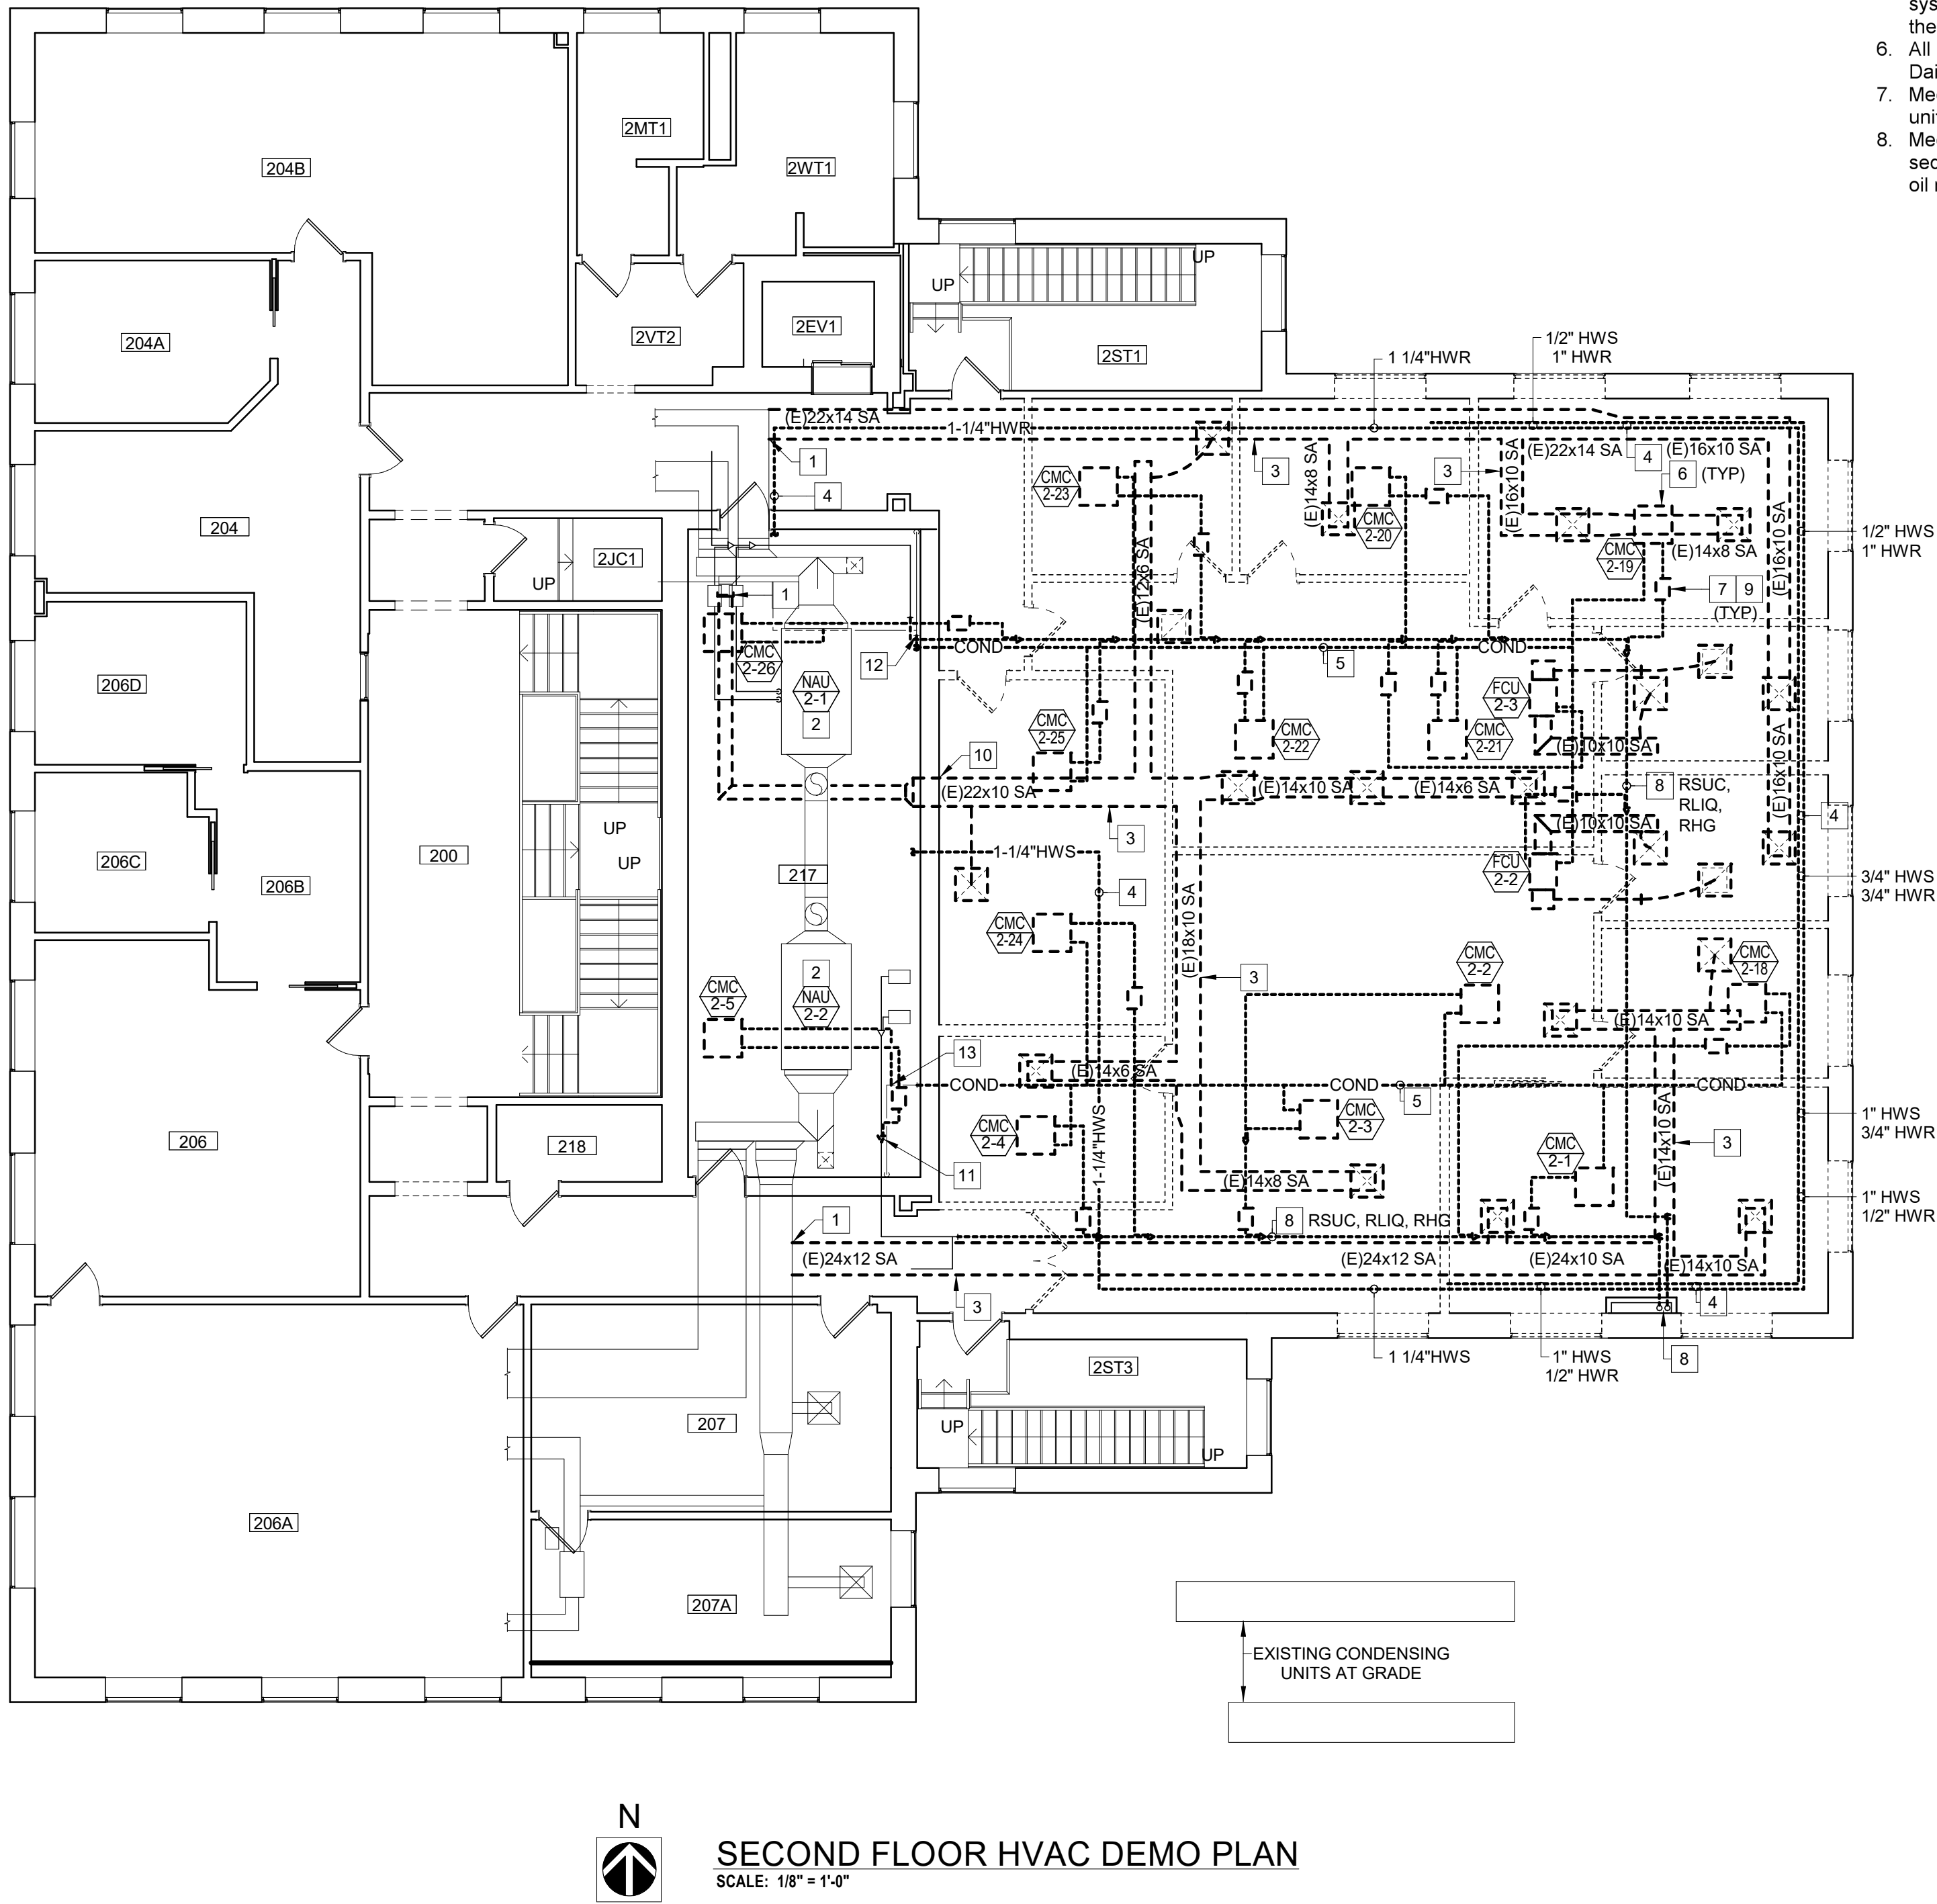 sys
the
6. All
Dai
7. Me
uni
8. Me
sec
oil r
204B
2MT1
2WT1
204A
2VT2
2EV1
UP
UP
2ST1
1 1/4"HWR
1/2" HWS
1" HWR
(E)22x14 SA
1-1/4"HWR
1
3
(E)14x8 SA
3
(E)16x10 SA
(E)22x14 SA
4
(E)16x10 SA
6 (TYP)
4
CMC
2-23
CMC
2-20
204
2JC1
UP
CMC
2-19
(E)14x8 SA
(E)16x10 SA
1/2" HWS
1" HWR
7 9
(TYP)
1
(E)12x6 SA
CMC
2-26
12
COND
5
COND
206D
NAU
2-1
2
FCU
2-3
CMC
2-25
CMC
2-22
CMC
2-21
(E)10x10 SA
(E)16x10 SA
10
(E)22x10 SA
(E)14x10 SA
(E)14x6 SA
8 RSUC,
RLIQ,
RHG
4
UP
UP
3
(E)10x10 SA
206C
200
206B
217
1-1/4"HWS
4
FCU
2-2
3/4" HWS
3/4" HWR
CMC
2-24
(E)18x10 SA
3
CMC
2-2
CMC
2-18
2
NAU
2-2
CMC
2-5
(E)14x10 SA
13
(E)14x6 SA
COND
COND
5
COND
206
218
CMC
2-4
1-1/4"HWS
CMC
2-3
CMC
2-1
(E)14x10 SA
3
1" HWS
3/4" HWR
11
(E)14x8 SA
1" HWS
1/2" HWR
1
8 RSUC, RLIQ, RHG
(E)24x12 SA
(E)24x12 SA
(E)24x10 SA
(E)14x10 SA
3
4
1 1/4"HWS
1" HWS
1/2" HWR
8
2ST3
207
UP
UP
206A
207A
EXISTING CONDENSING
UNITS AT GRADE
N
SECOND FLOOR HVAC DEMO PLAN
SCALE: 1/8" = 1'-0"